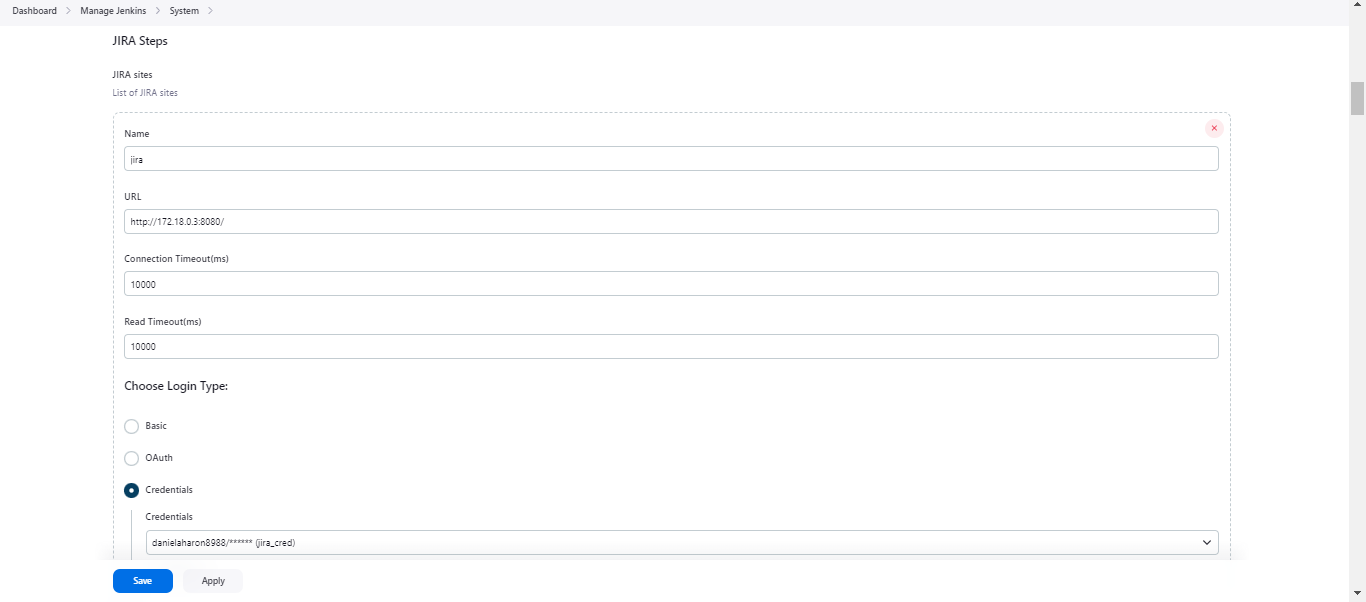 Dashboard > Manage Jenkins > System >
JIRA Steps
JIRA sites
List of JIRA sites
Name
jira
URL
http://172.18.0.3:8080/
Connection Timeout(ms)
10000
Read Timeout(ms)
10000
Choose Login Type:
Basic
OAuth
Credentials
Credentials
danielaharon8988/****** (jira_cred)
Save Apply